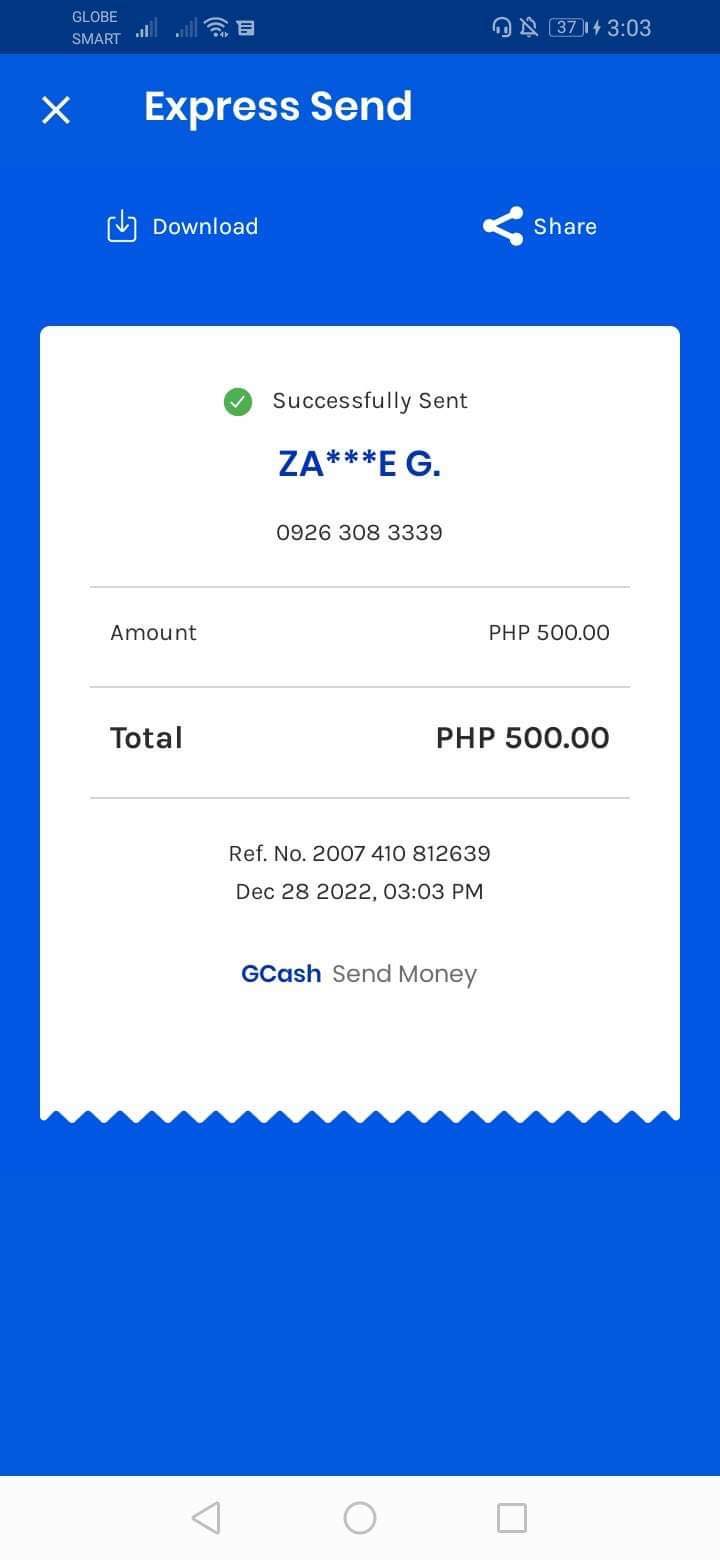 GLOBE
SMART
37 3:03
Express Send
Download Share
Successfully Sent
ZA***E G.
0926 308 3339
Amount PHP 500.00
Total PHP 500.00
Ref. No. 2007 410 812639
Dec 28 2022, 03:03 PM
GCash Send Money